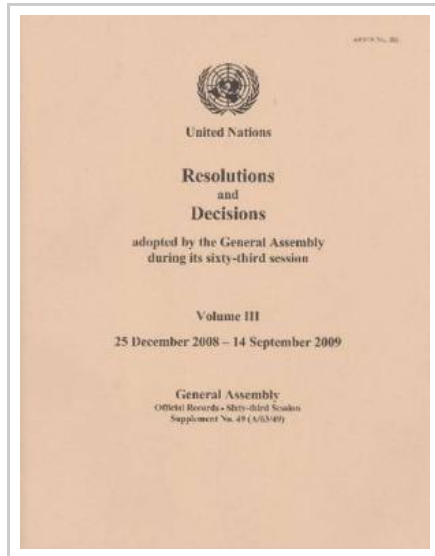 United Nations
Resolutions
and
Decisions
adopted by the General Assembly
during its sixty-third session
Volume III
25 December 2008 – 14 September 2009
General Assembly
Official Records - Sixty-third Session
Supplement No. 49 (A/63/49)